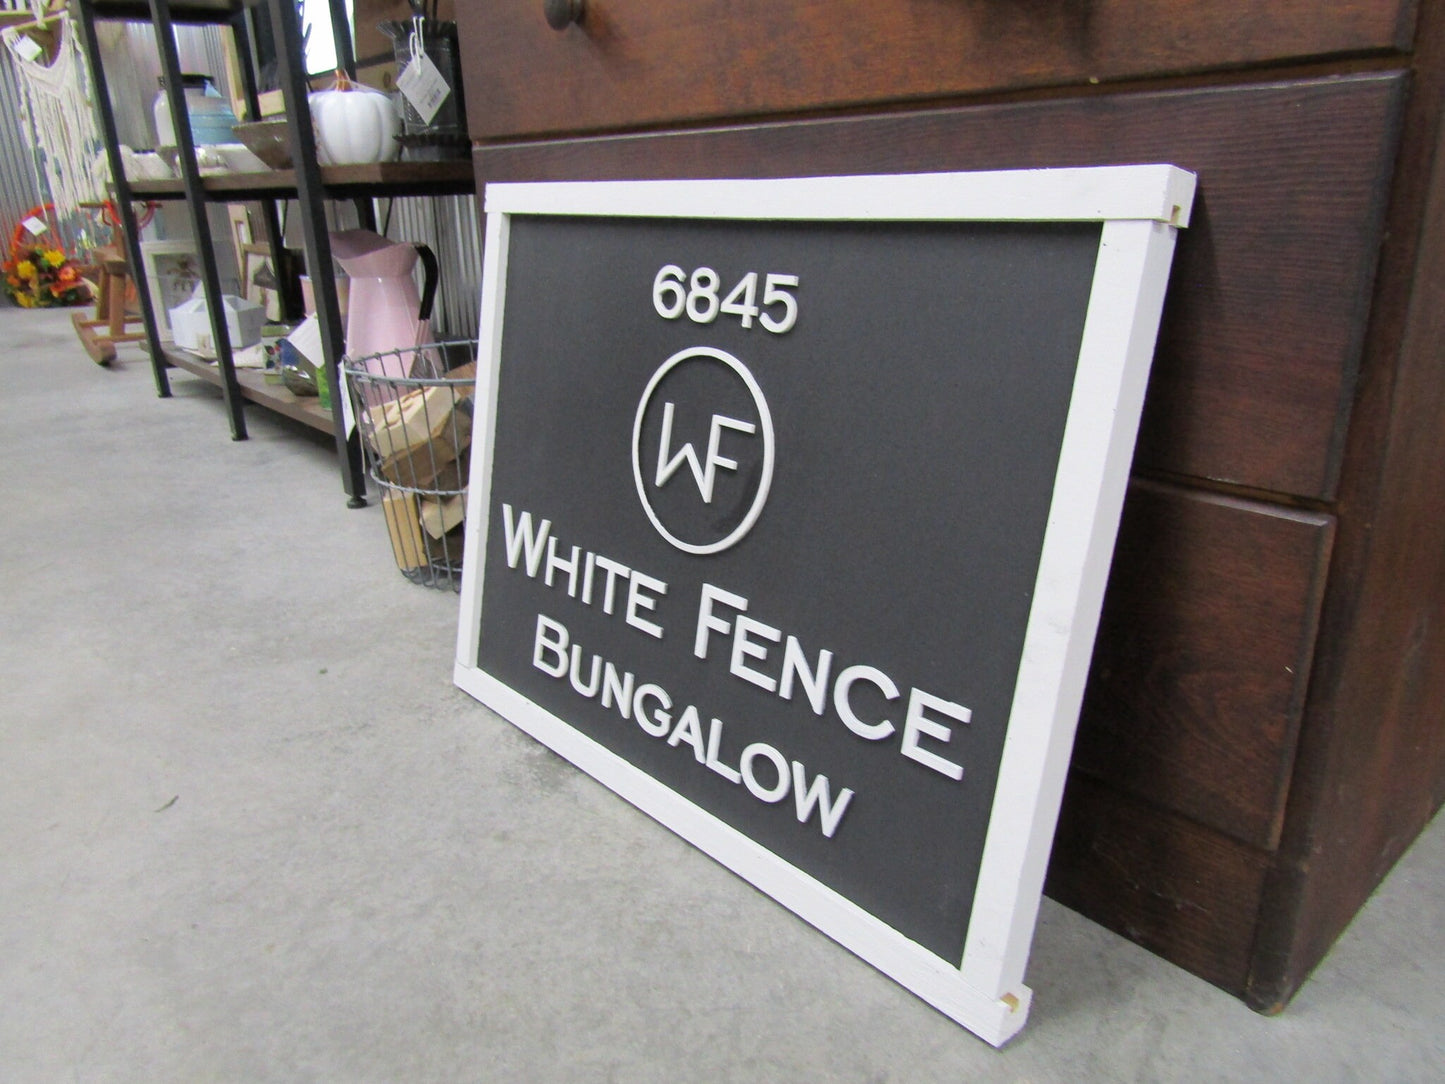 6845
WF
WHITE FENCE
BUNGALOW